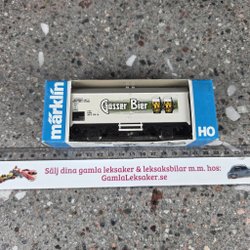 märklin
Gösser Bier
HO
Sälj dina gamla leksaker & leksaksbilar m.m. hos:
GamlaLeksaker.se